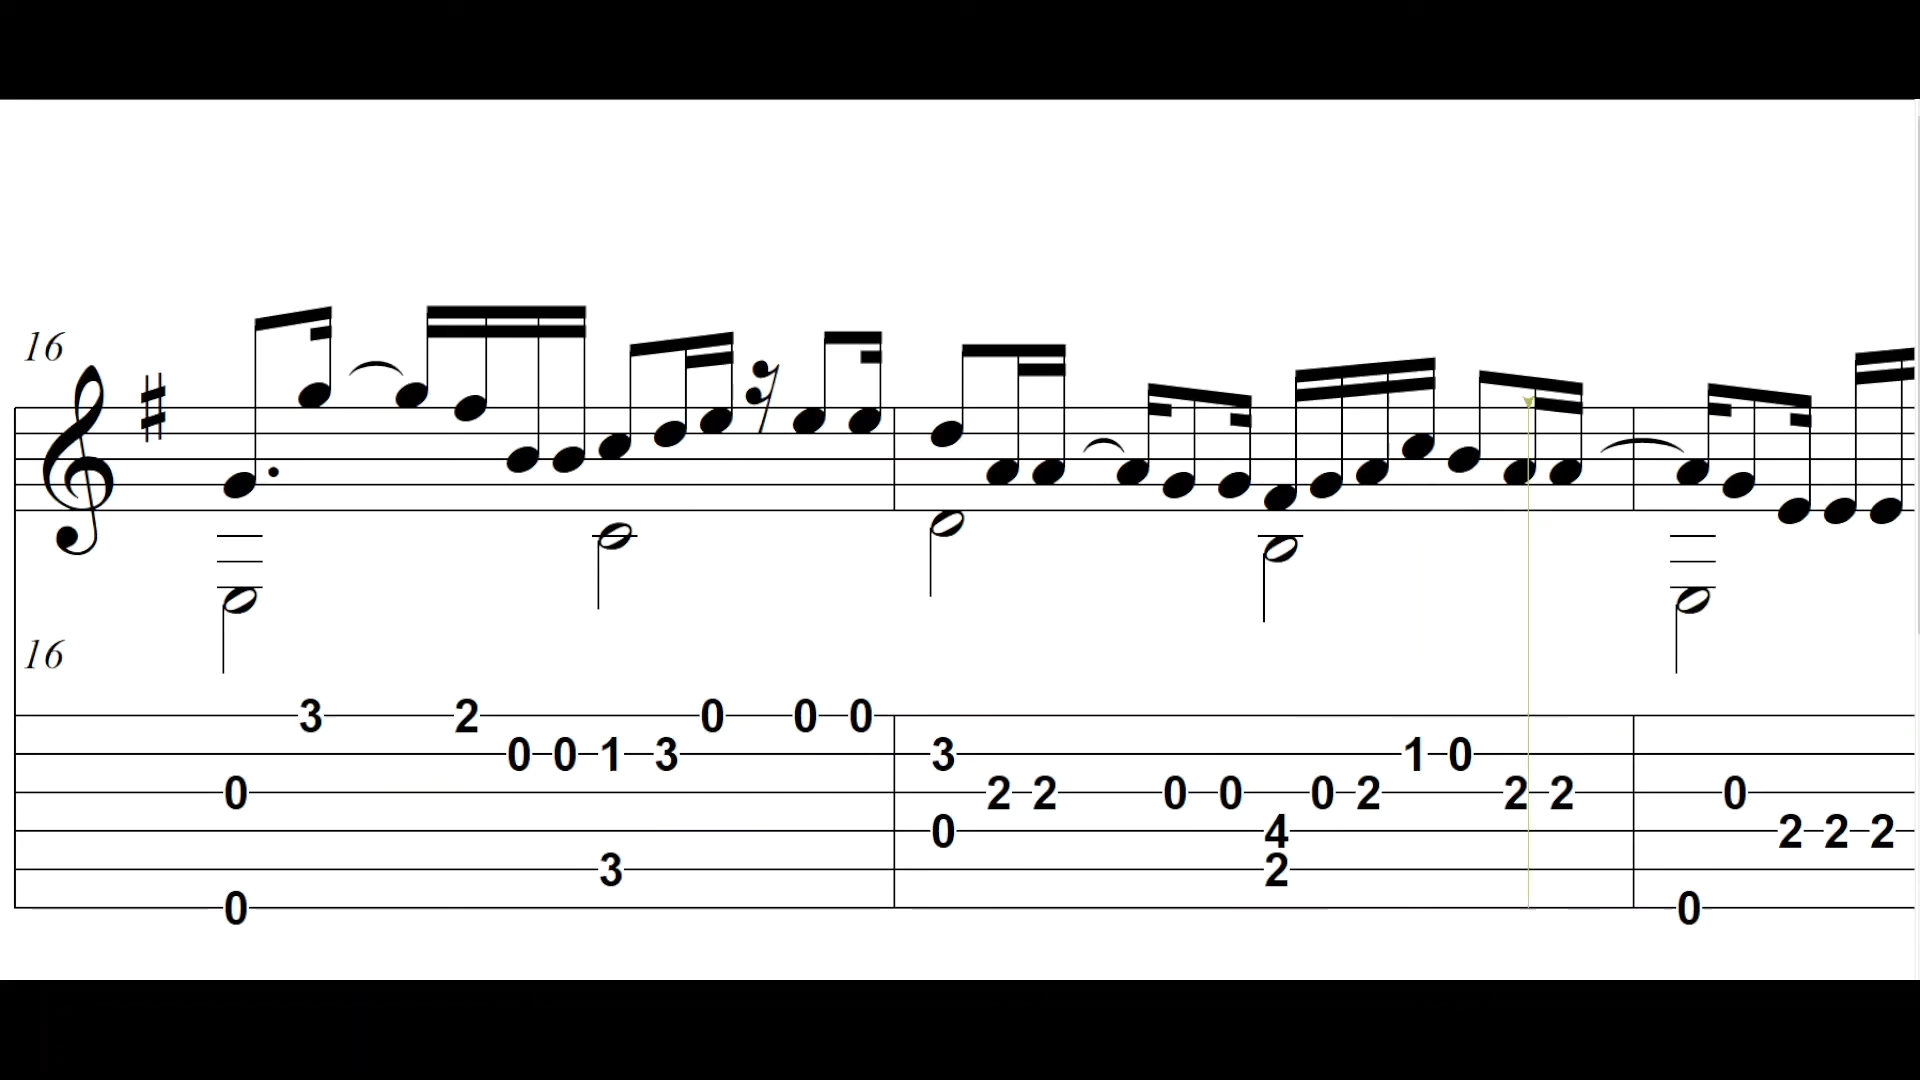 16
16
3 2 0 0 0
0 0 1 3 3 1 0
0 2 2 0 0 0 2 2 2 0
0 4 2 2 2
3 2
0 0